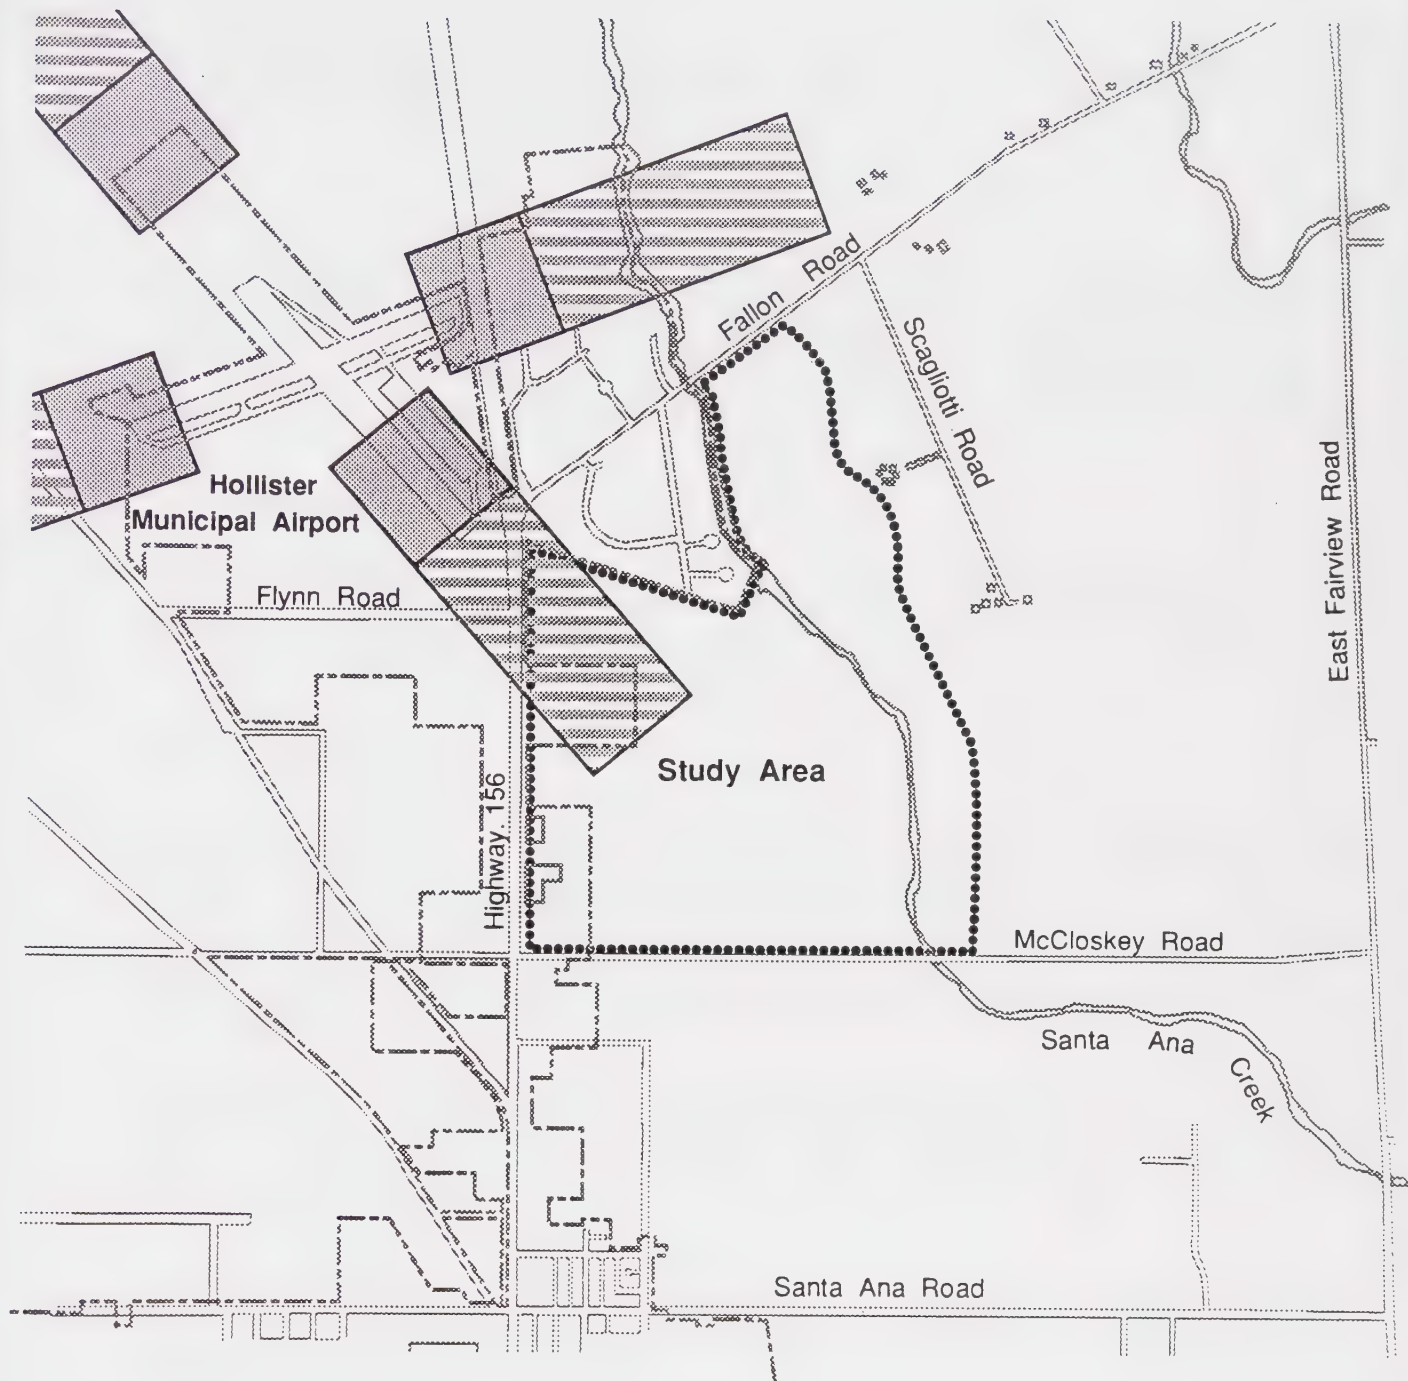 Fallon Road
Scagliotti Road
East Fairview Road
Hollister
Municipal Airport
Flynn Road
Study Area
Highway. 156
McCloskey Road
Santa Ana
Creek
Santa Ana Road